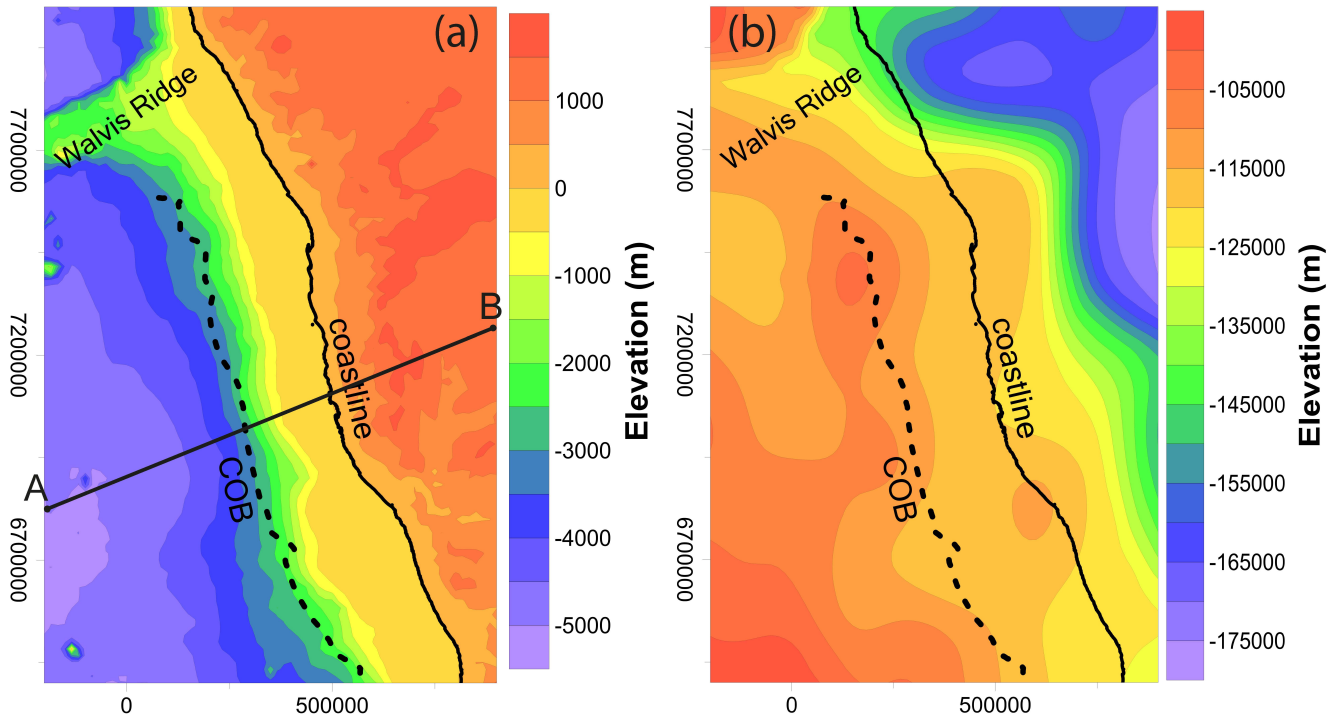 (a)
Walvis Ridge
coastline
COB
A
B
7700000
7200000
6700000
0
500000
1000
0
-1000
-2000
-3000
-4000
-5000
Elevation (m)
(b)
Walvis Ridge
coastline
COB
7700000
7200000
6700000
0
500000
-105000
-115000
-125000
-135000
-145000
-155000
-165000
-175000
Elevation (m)